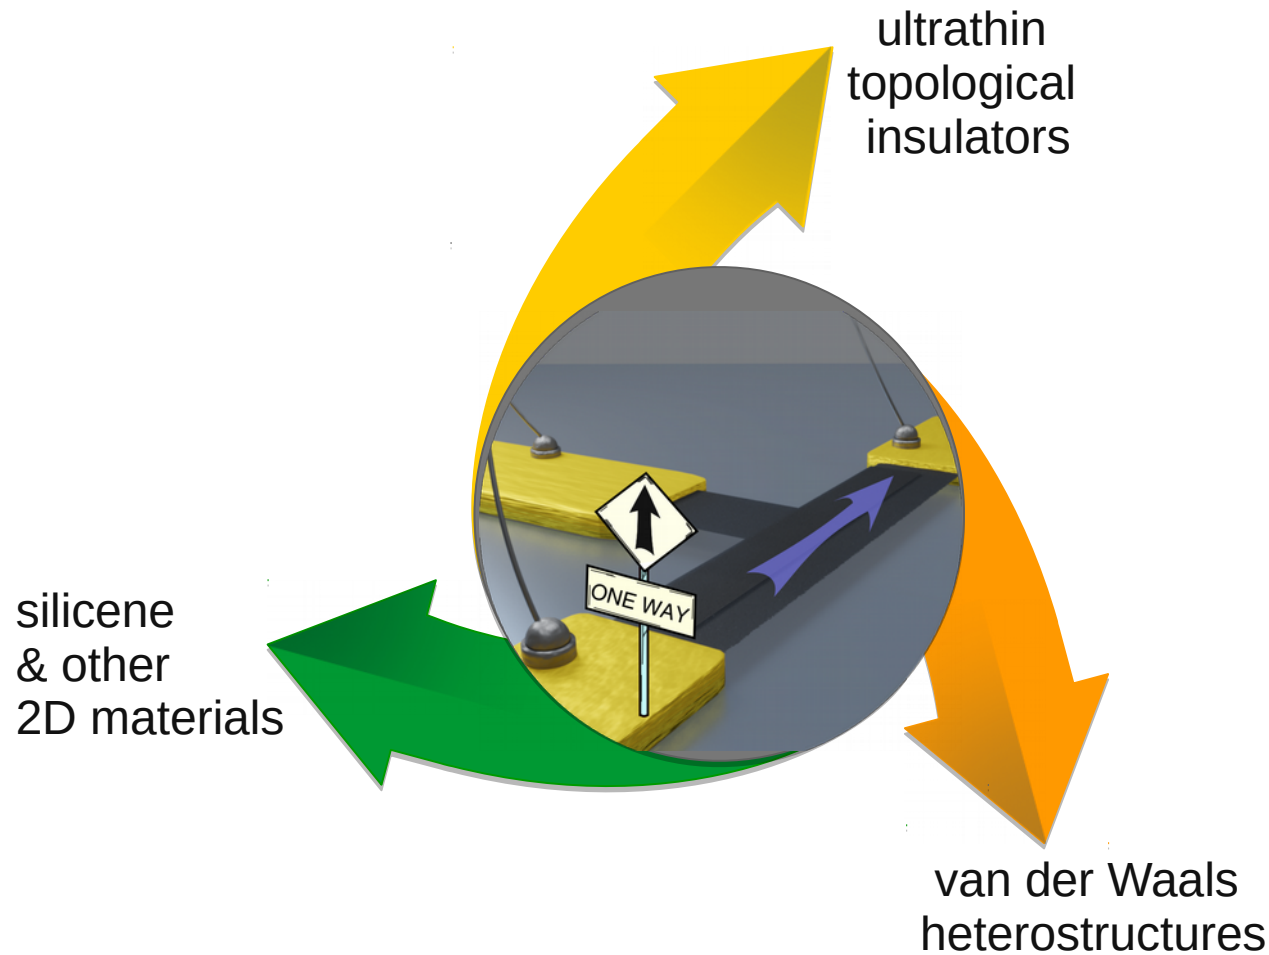 ultrathin
topological
insulators
ONE WAY
silicene
& other
2D materials
van der Waals
heterostructures